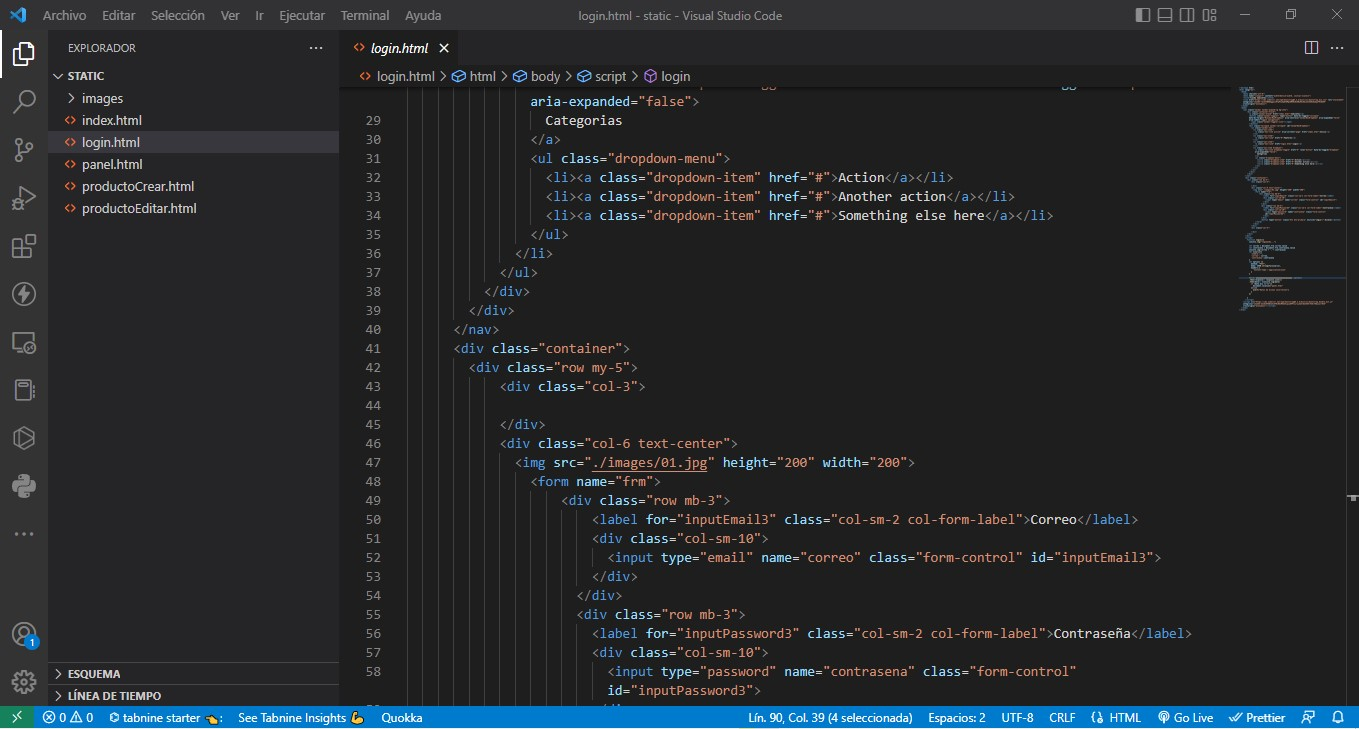 Archivo Editar Selección Ver Ir Ejecutar Terminal Ayuda login.html - static - Visual Studio Code
EXPLORADOR
STATIC
images
index.html
login.html
panel.html
productoCrear.html
productoEditar.html
ESQUEMA
LÍNEA DE TIEMPO
1
login.html
login.html > html > body > script > login
aria-expanded="false">
29 Categorias
30 </a>
31 <ul class="dropdown-menu">
32 <li><a class="dropdown-item" href="#">Action</a></li>
33 <li><a class="dropdown-item" href="#">Another action</a></li>
34 <li><a class="dropdown-item" href="#">Something else here</a></li>
35 </ul>
36 </li>
37 </ul>
38 </div>
39 </div>
40 </nav>
41 <div class="container">
42 <div class="row my-5">
43 <div class="col-3">
44
45 </div>
46 <div class="col-6 text-center">
47 <img src="./images/01.jpg" height="200" width="200">
48 <form name="frm">
49 <div class="row mb-3">
50 <label for="inputEmail3" class="col-sm-2 col-form-label">Correo</label>
51 <div class="col-sm-10">
52 <input type="email" name="correo" class="form-control" id="inputEmail3">
53 </div>
54 </div>
55 <div class="row mb-3">
56 <label for="inputPassword3" class="col-sm-2 col-form-label">Contraseña</label>
57 <div class="col-sm-10">
58 <input type="password" name="contrasena" class="form-control"
id="inputPassword3">
0 0 tabnine starter See Tabnine Insights Quokka Lín. 90, Col. 39 (4 seleccionada) Espacios: 2 UTF-8 CRLF HTML Go Live Prettier